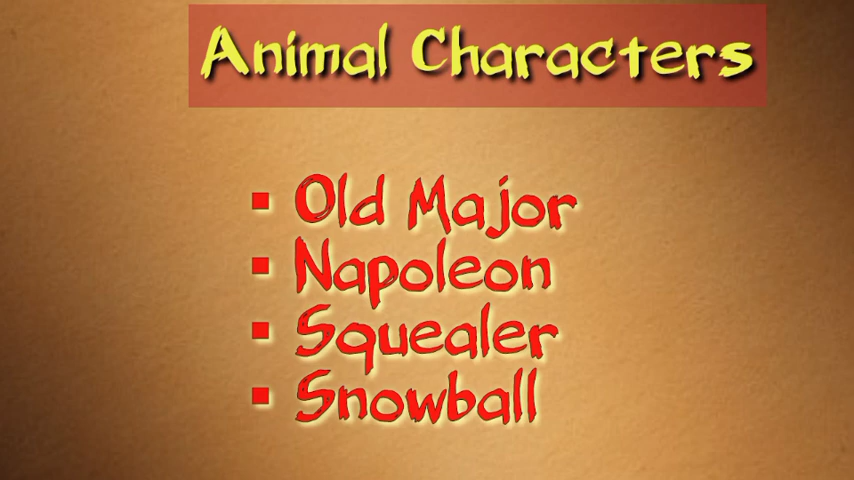 Animal Characters
▪ Old Major
▪ Napoleon
▪ Squealer
▪ Snowball